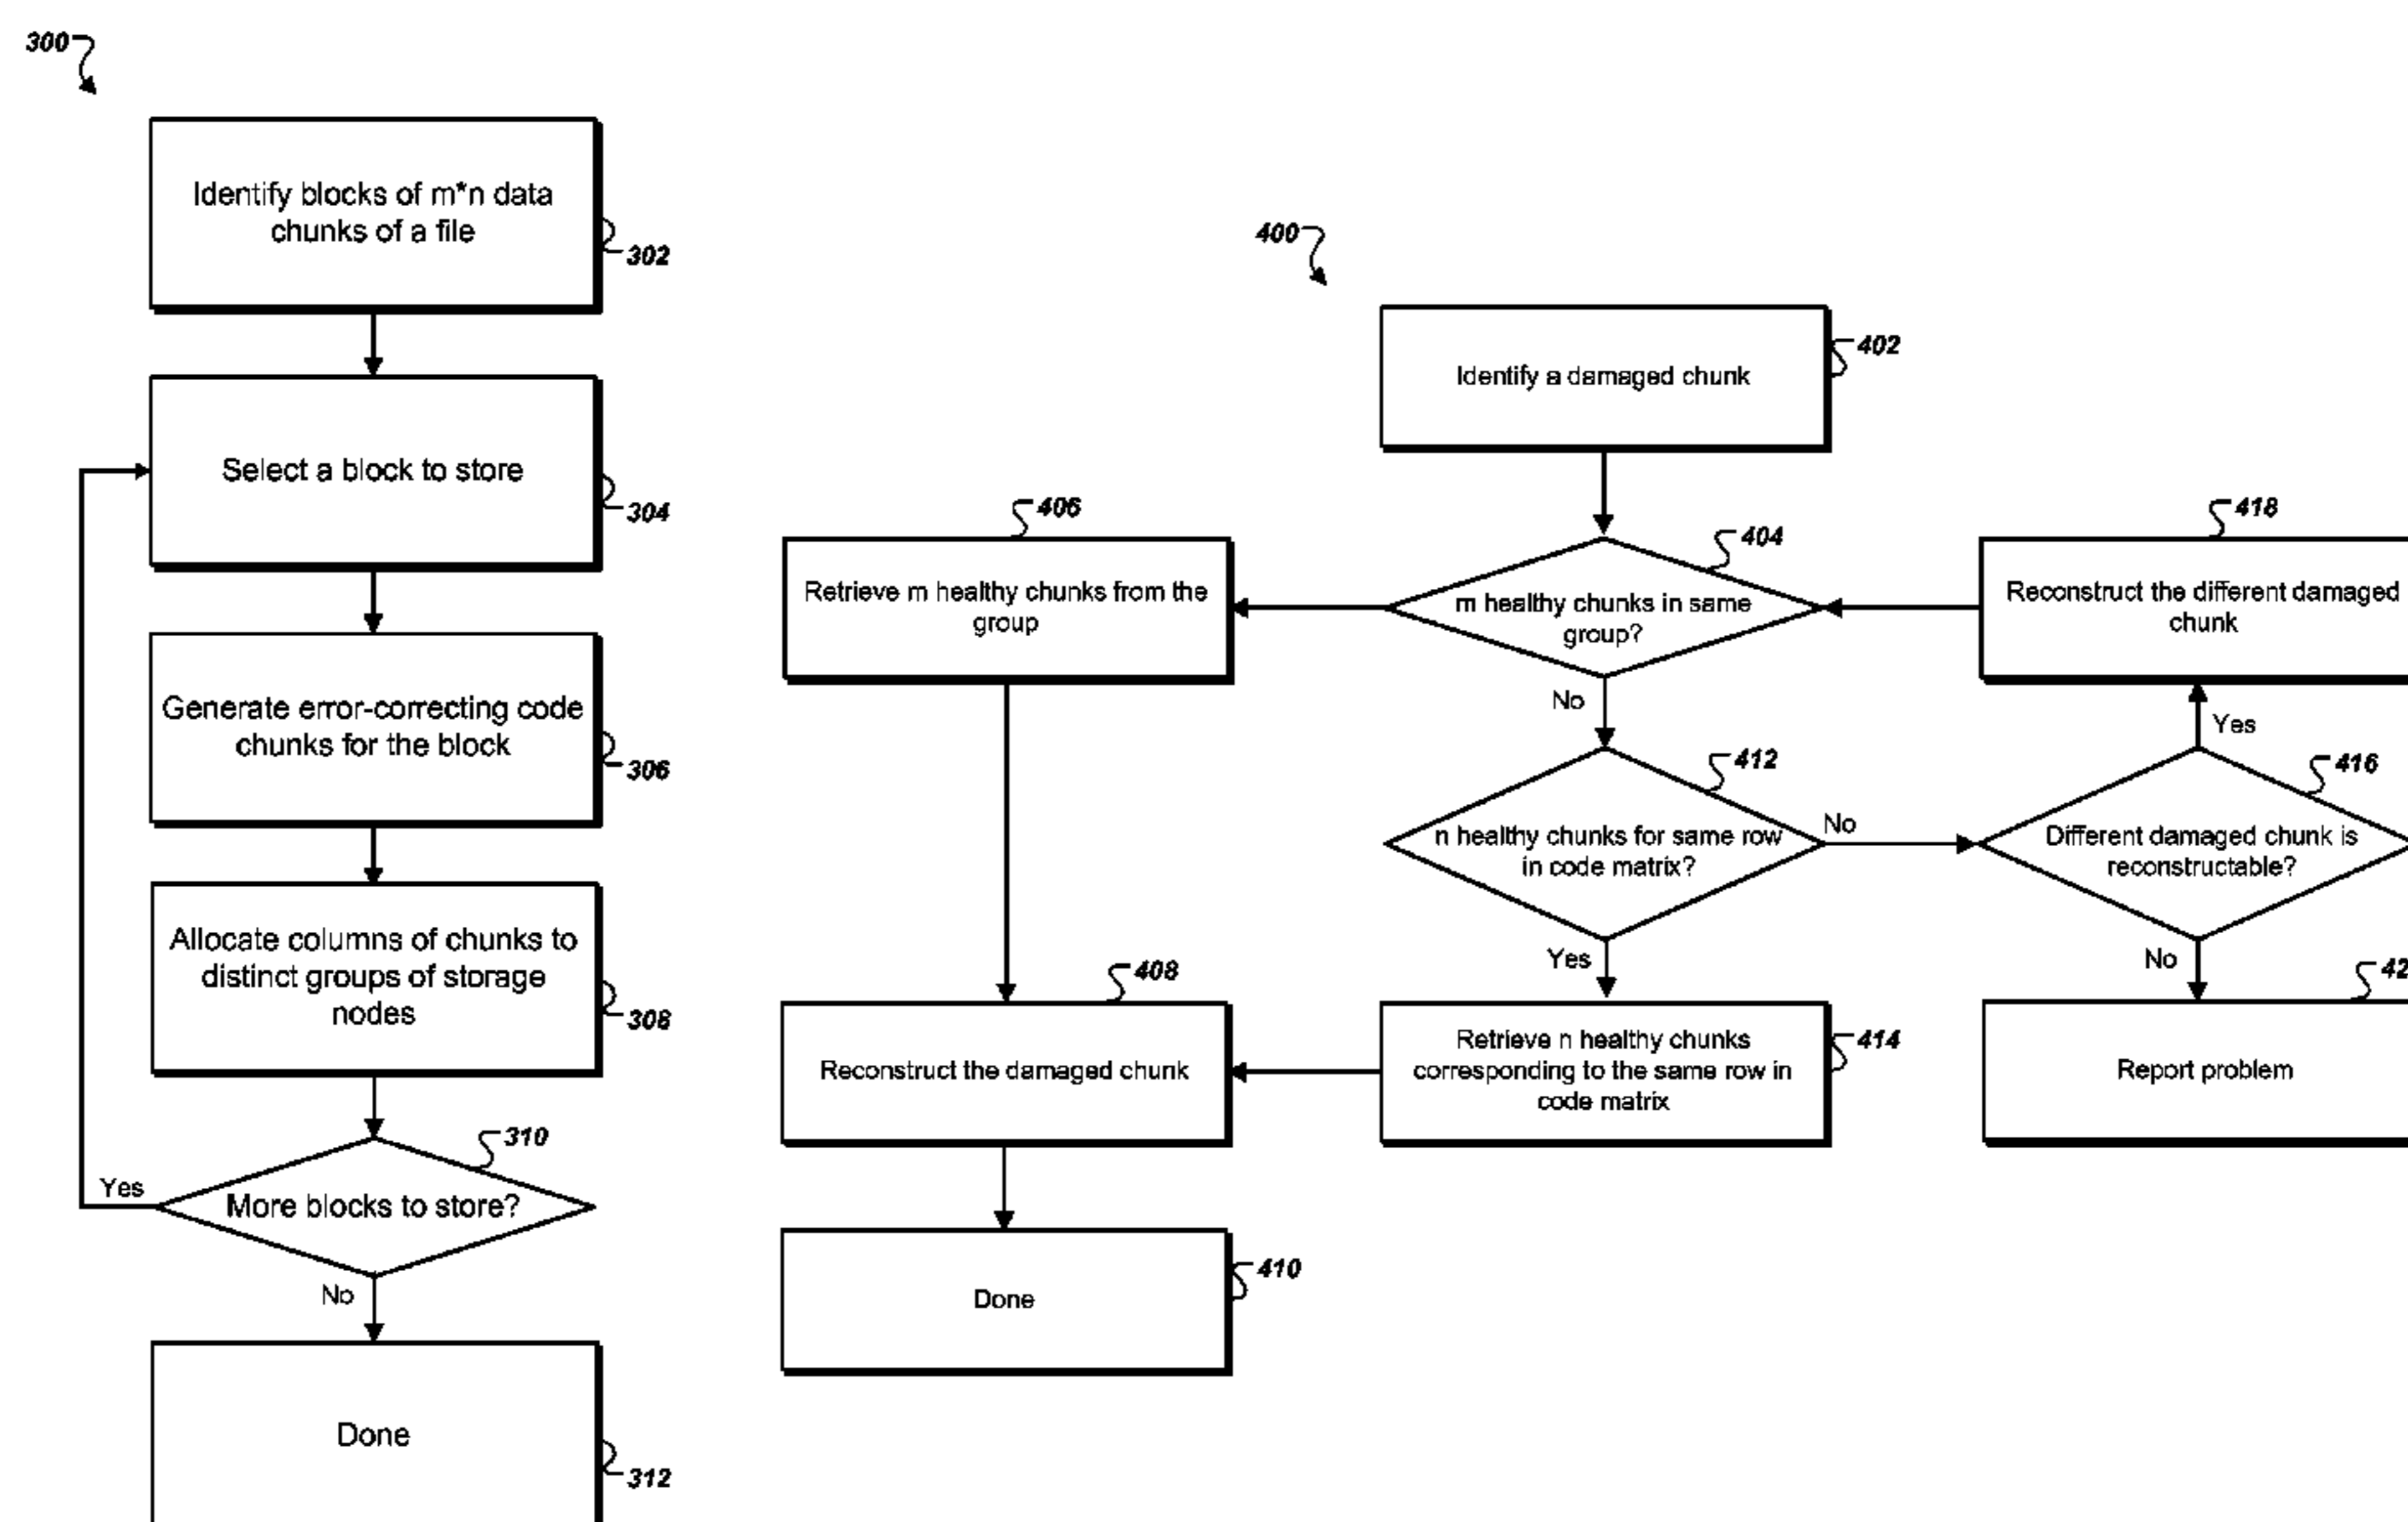 300
Identify blocks of m*n data
chunks of a file
302
Select a block to store
304
Generate error-correcting code
chunks for the block
306
Allocate columns of chunks to
distinct groups of storage
nodes
308
310
More blocks to store?
Yes
No
Done
312
400
Identify a damaged chunk
402
404
m healthy chunks in same
group?
No
406
Retrieve m healthy chunks from the
group
408
Reconstruct the damaged chunk
Done
410
412
n healthy chunks for same row
in code matrix?
No
Yes
Retrieve n healthy chunks
corresponding to the same row in
code matrix
414
416
Different damaged chunk is
reconstructable?
Yes
No
418
Reconstruct the different damaged
chunk
Report problem